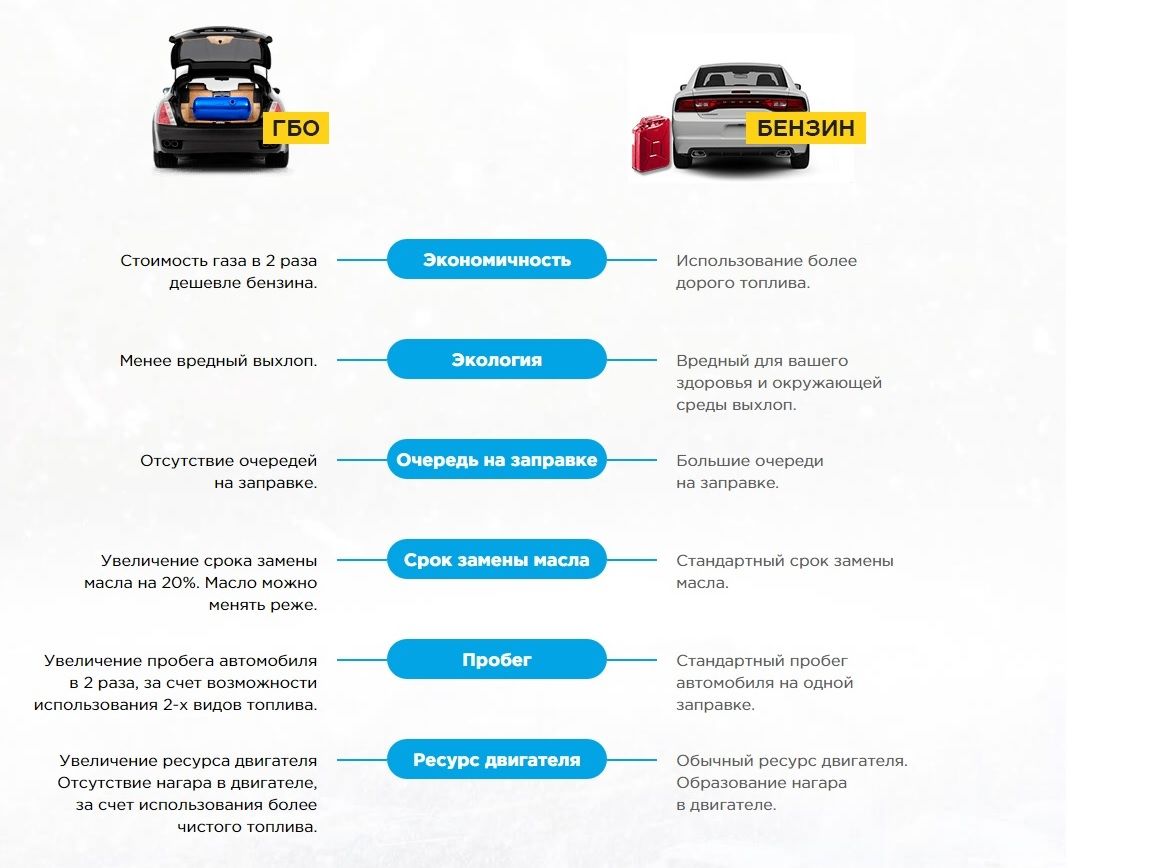 ГБО
БЕНЗИН
Экономичность
Стоимость газа в 2 раза
дешевле бензина.
Использование более
дорого топлива.
Экология
Менее вредный выхлоп.
Вредный для вашего
здоровья и окружающей
среды выхлоп.
Очередь на заправке
Отсутствие очередей
на заправке.
Большие очереди
на заправке.
Срок замены масла
Увеличение срока замены
масла на 20%. Масло можно
менять реже.
Стандартный срок замены
масла.
Пробег
Увеличение пробега автомобиля
в 2 раза, за счет возможности
использования 2-х видов топлива.
Стандартный пробег
автомобиля на одной
заправке.
Ресурс двигателя
Увеличение ресурса двигателя
Отсутствие нагара в двигателе,
за счет использования более
чистого топлива.
Обычный ресурс двигателя.
Образование нагара
в двигателе.